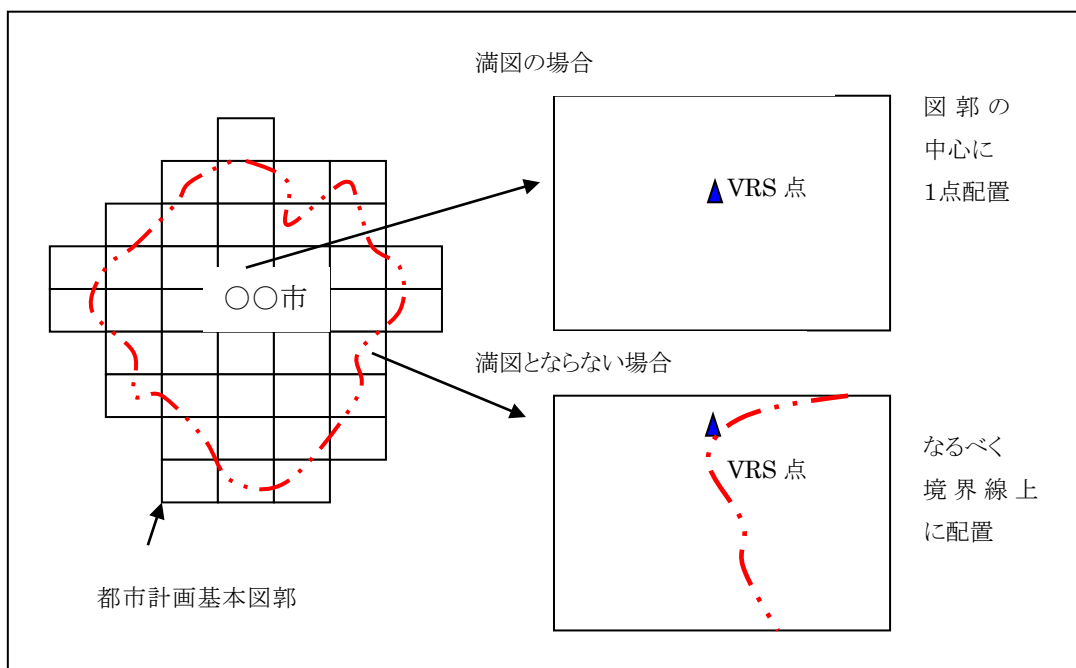 満図の場合
図郭の
中心に
1点配置
VRS 点
〇〇市
満図とならない場合
VRS 点
なるべく
境界線上
に配置
都市計画基本図郭